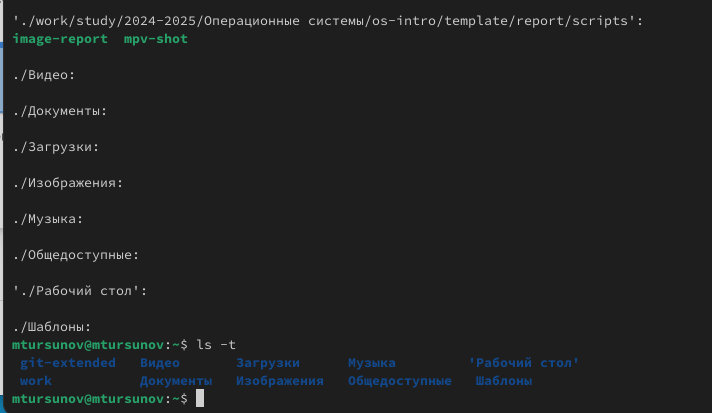 './work/study/2024-2025/Операционные системы/os-intro/template/report/scripts':
image-report  mpv-shot
./Видео:
./Документы:
./Загрузки:
./Изображения:
./Музыка:
./Общедоступные:
'./Рабочий стол':
./Шаблоны:
mtursunov@mtursunov:~$ ls -t
git-extended   Видео       Загрузки      Музыка         'Рабочий стол'
work           Документы   Изображения   Общедоступные   Шаблоны
mtursunov@mtursunov:~$